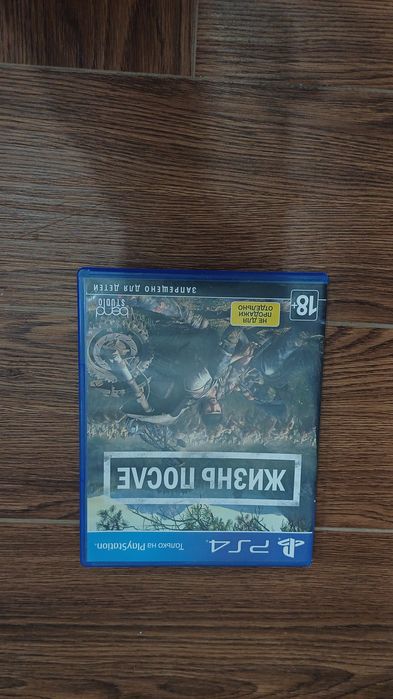 PS4
Только на PlayStation.
ЖИЗНЬ ПОСЛЕ
НЕ ДЛЯ
ПРОДАЖИ
ОТДЕЛЬНО
18+
ЗАПРЕЩЕНО ДЛЯ ДЕТЕЙ
bend
STUDIO